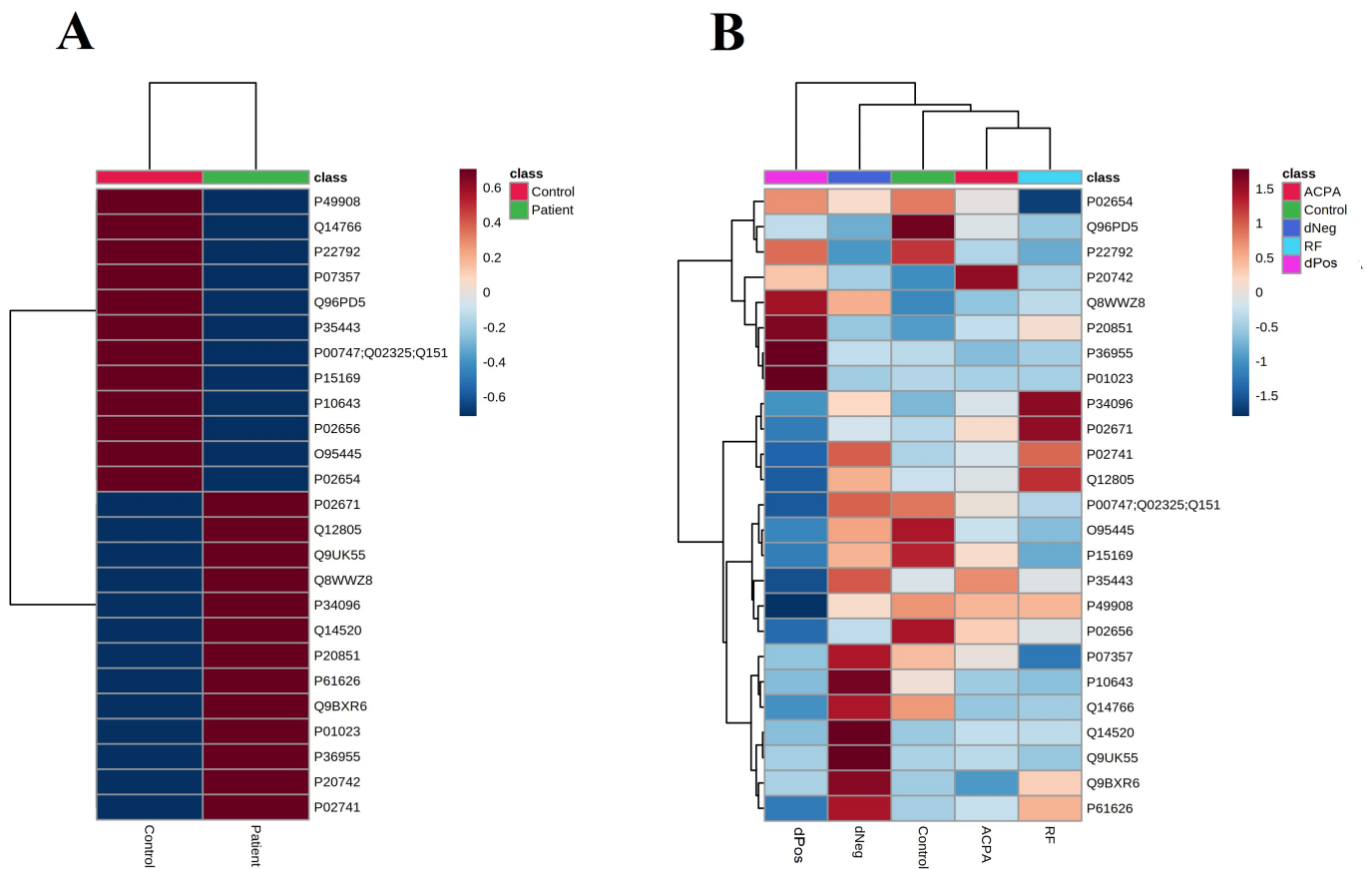 A
class
0.6
0.4
0.2
0
-0.2
-0.4
-0.6
class
Control
Patient
P49908
Q14766
P22792
P07357
Q96PD5
P35443
P00747;Q02325;Q151
P15169
P10643
P02656
O95445
P02654
P02671
Q12805
Q9UK55
Q8WWZ8
P34096
Q14520
P20851
P61626
Q9BXR6
P01023
P36955
P20742
P02741
Control
Patient
B
class
1.5
1
0.5
0
-0.5
-1
-1.5
class
ACPA
Control
dNeg
RF
dPos
P02654
Q96PD5
P22792
P20742
Q8WWZ8
P20851
P36955
P01023
P34096
P02671
P02741
Q12805
P00747;Q02325;Q151
O95445
P15169
P35443
P49908
P02656
P07357
P10643
Q14766
Q14520
Q9UK55
Q9BXR6
P61626
dPos
dNeg
Control
ACPA
RF